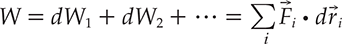 W = dW₁ + dW₂ + ⋯ = ∑ᵢ F⃗ᵢ • dr⃗ᵢ